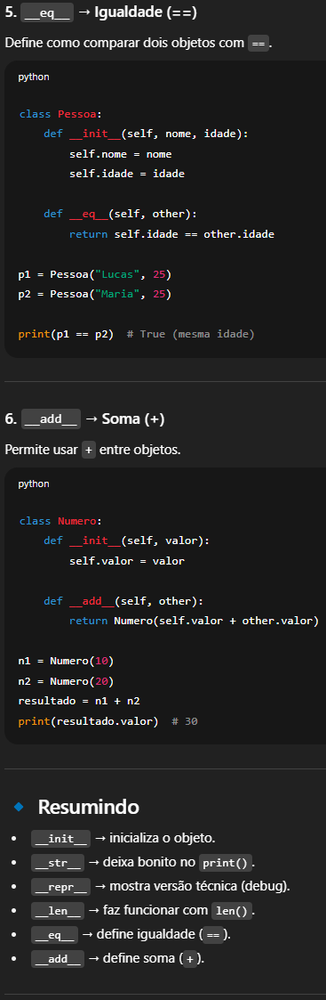 5. __eq__ → Igualdade (==)
Define como comparar dois objetos com ==.
python
class Pessoa:
    def __init__(self, nome, idade):
        self.nome = nome
        self.idade = idade
    def __eq__(self, other):
        return self.idade == other.idade
p1 = Pessoa("Lucas", 25)
p2 = Pessoa("Maria", 25)
print(p1 == p2)  # True (mesma idade)
6. __add__ → Soma (+)
Permite usar + entre objetos.
python
class Numero:
    def __init__(self, valor):
        self.valor = valor
    def __add__(self, other):
        return Numero(self.valor + other.valor)
n1 = Numero(10)
n2 = Numero(20)
resultado = n1 + n2
print(resultado.valor)  # 30
Resumindo
• __init__ → inicializa o objeto.
• __str__ → deixa bonito no print().
• __repr__ → mostra versão técnica (debug).
• __len__ → faz funcionar com len().
• __eq__ → define igualdade (==).
• __add__ → define soma (+).